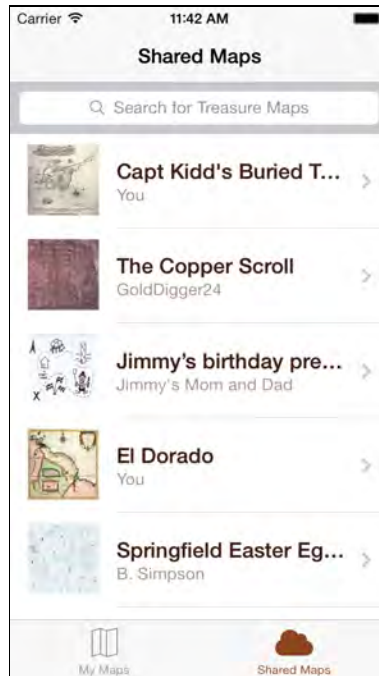 Carrier 11:42 AM
Shared Maps
Search for Treasure Maps
Capt Kidd's Buried T...
You
The Copper Scroll
GoldDigger24
Jimmy’s birthday pre...
Jimmy's Mom and Dad
El Dorado
You
Springfield Easter Eg...
B. Simpson
My Maps Shared Maps